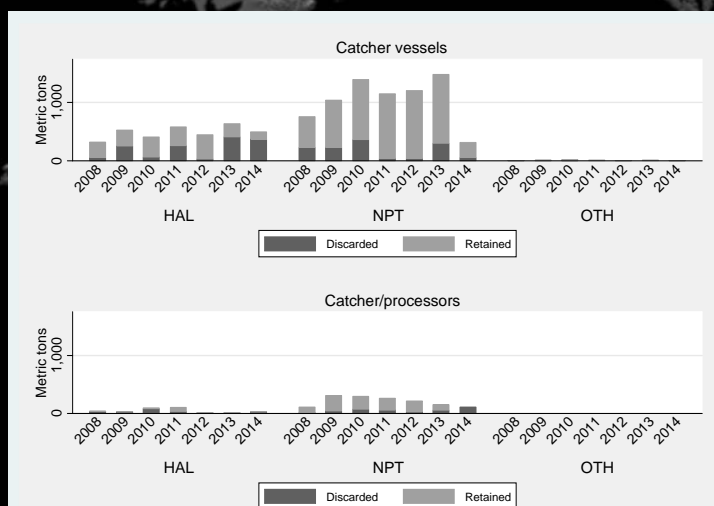 Catcher vessels
Metric tons
1,000
0
2008 2009 2010 2011 2012 2013 2014 2008 2009 2010 2011 2012 2013 2014 2008 2009 2010 2011 2012 2013 2014
HAL NPT OTH
Discarded Retained
Catcher/processors
Metric tons
1,000
0
2008 2009 2010 2011 2012 2013 2014 2008 2009 2010 2011 2012 2013 2014 2008 2009 2010 2011 2012 2013 2014
HAL NPT OTH
Discarded Retained